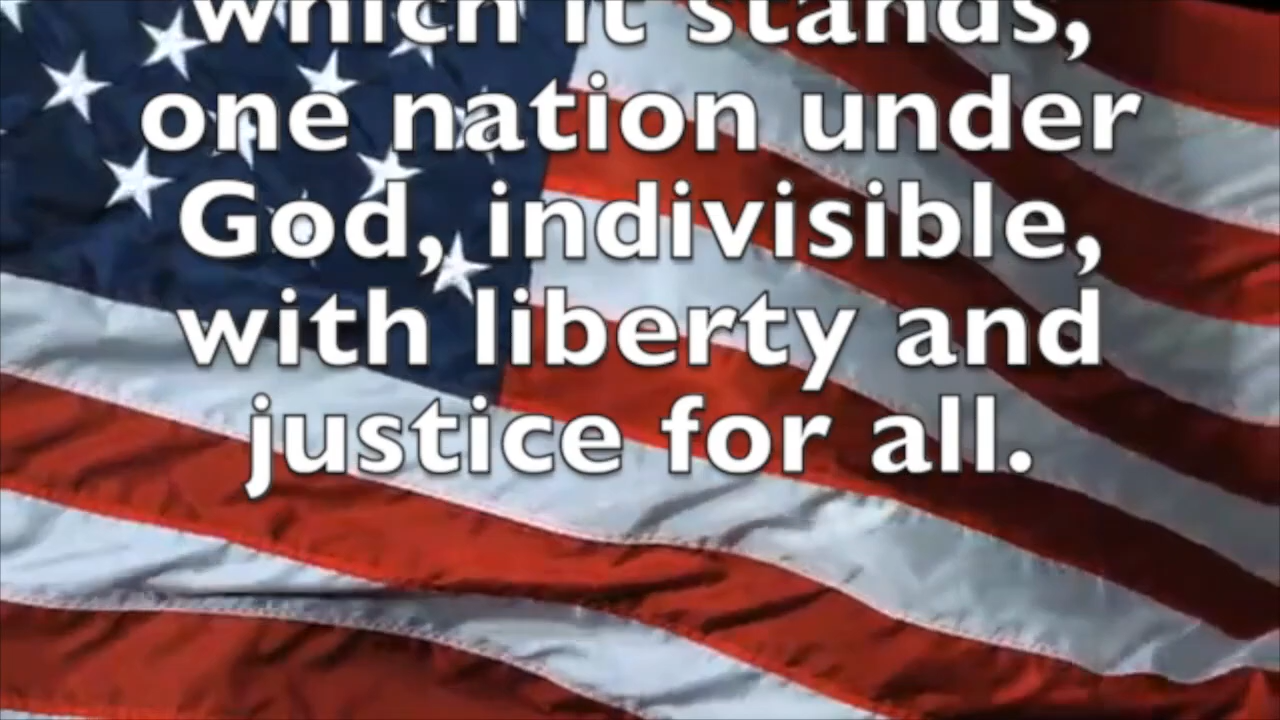 which it stands,
one nation under
God, indivisible,
with liberty and
justice for all.